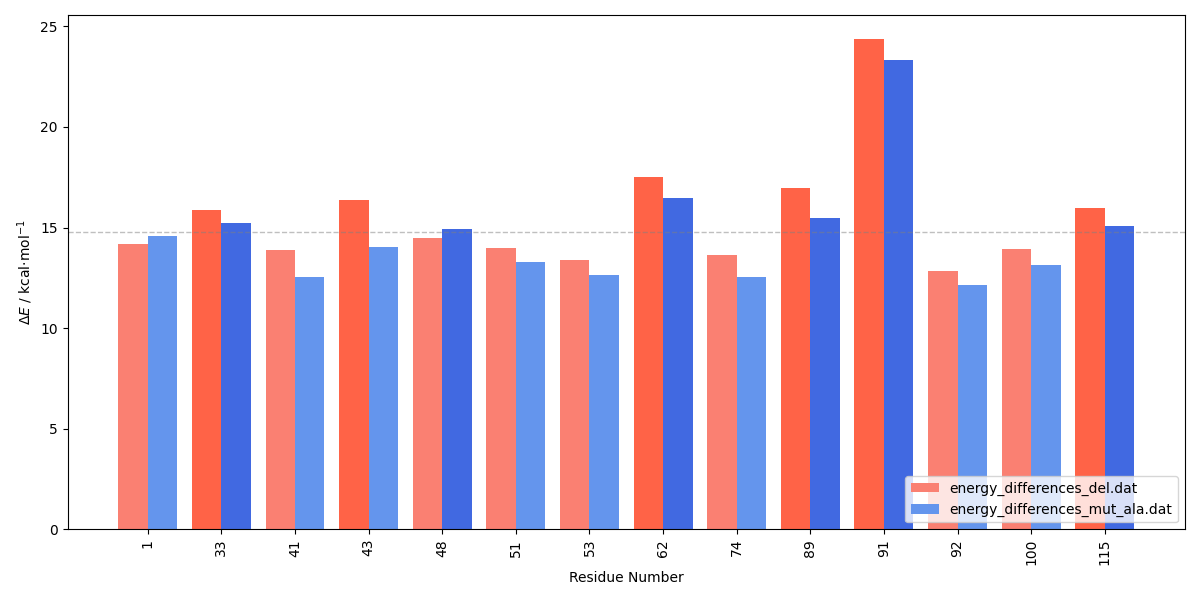 25
20
15
10
5
0
ΔE / kcal·mol⁻¹
1 33 41 43 48 51 53 62 74 89 91 92 100 115
Residue Number
energy_differences_del.dat
energy_differences_mut_ala.dat